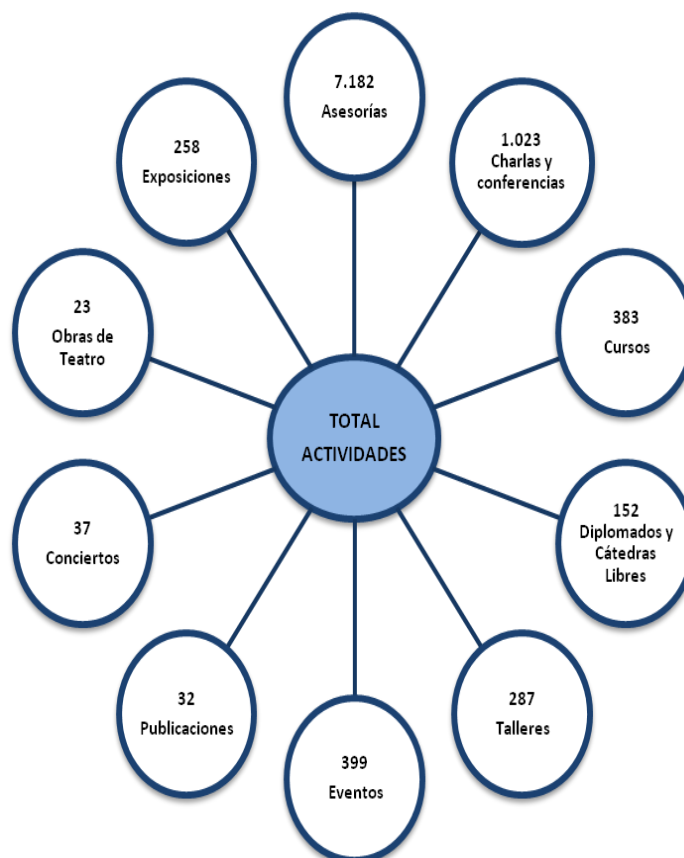 7.182
Asesorías
1.023
Charlas y
conferencias
383
Cursos
152
Diplomados y
Cátedras
Libres
287
Talleres
399
Eventos
32
Publicaciones
37
Conciertos
23
Obras de
Teatro
258
Exposiciones
TOTAL
ACTIVIDADES